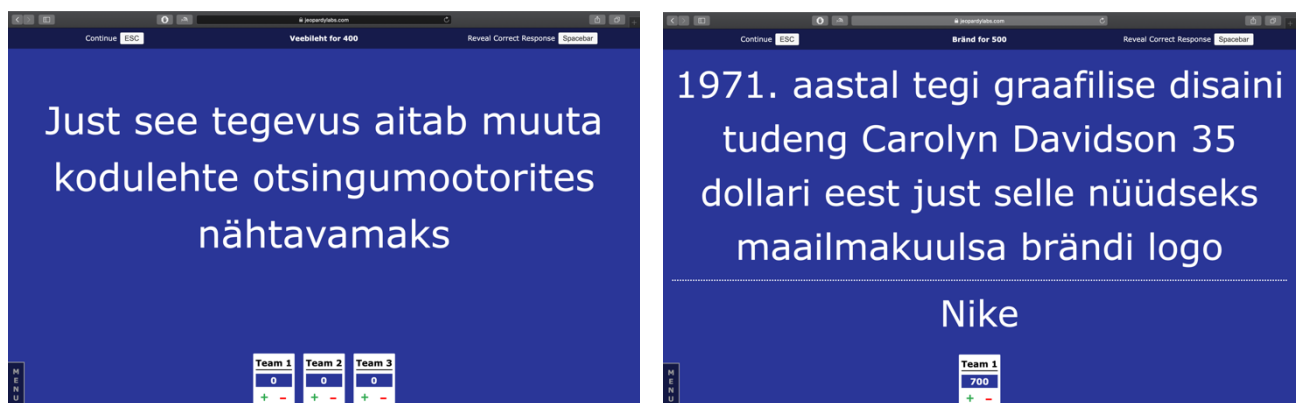 jeopardylabs.com
Continue ESC
Veebileht for 400
Reveal Correct Response Spacebar
Just see tegevus aitab muuta
kodulehte otsingumootorites
nähtavamaks
MENU
Team 1 Team 2 Team 3
0 0 0
+ - + - + -
jeopardylabs.com
Continue ESC
Bränd for 500
Reveal Correct Response Spacebar
1971. aastal tegi graafilise disaini
tudeng Carolyn Davidson 35
dollari eest just selle nüüdseks
maailmakuulsa brändi logo
Nike
MENU
Team 1
700
+ -